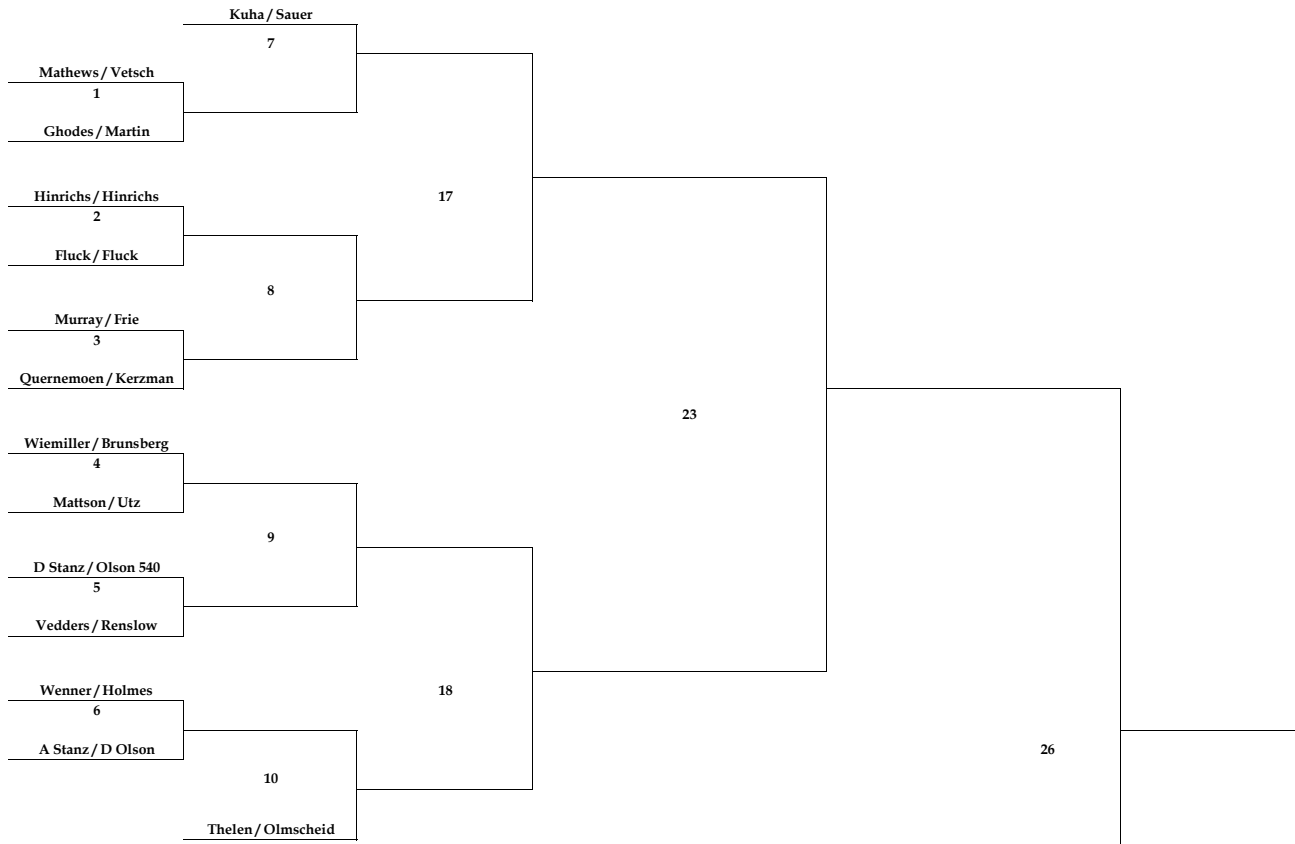 Kuha / Sauer
7
Mathews / Vetsch
1
Ghodes / Martin
Hinrichs / Hinrichs
17
2
Fluck / Fluck
8
Murray / Frie
3
Quernemoen / Kerzman
23
Wiemiller / Brunsberg
4
Mattson / Utz
9
D Stanz / Olson 540
5
Vedders / Renslow
Wenner / Holmes
18
6
A Stanz / D Olson
26
10
Thelen / Olmscheid